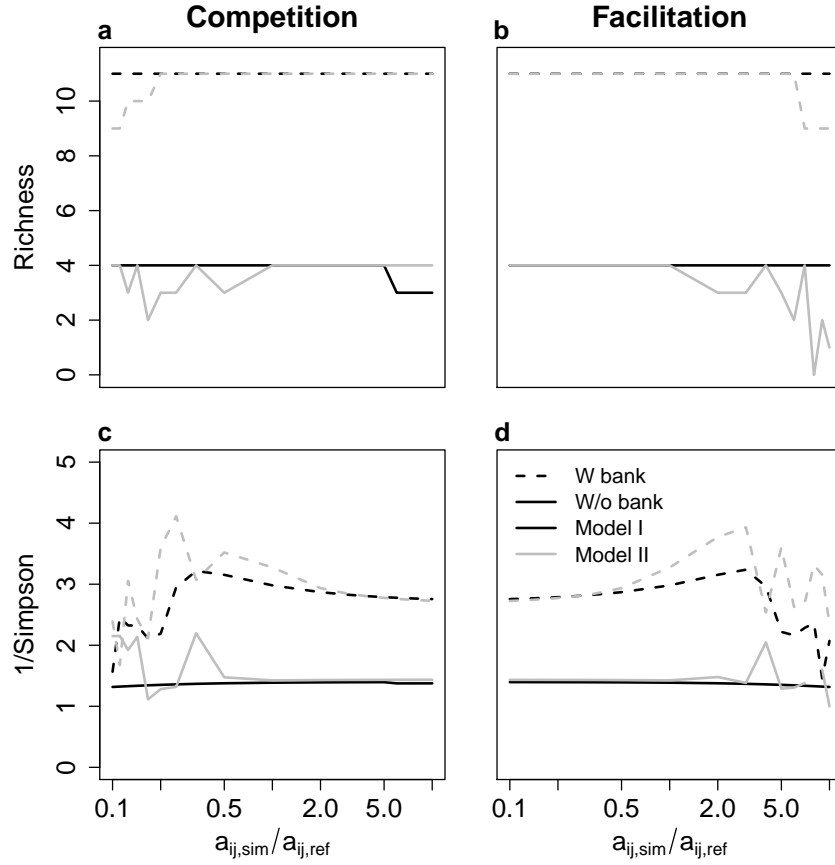 Competition
Facilitation
a
b
Richness
0
2
4
6
8
10
c
d
1/Simpson
0
1
2
3
4
5
W bank
W/o bank
Model I
Model II
0.1
0.5
2.0
5.0
0.1
0.5
2.0
5.0
a_ij,sim/a_ij,ref
a_ij,sim/a_ij,ref